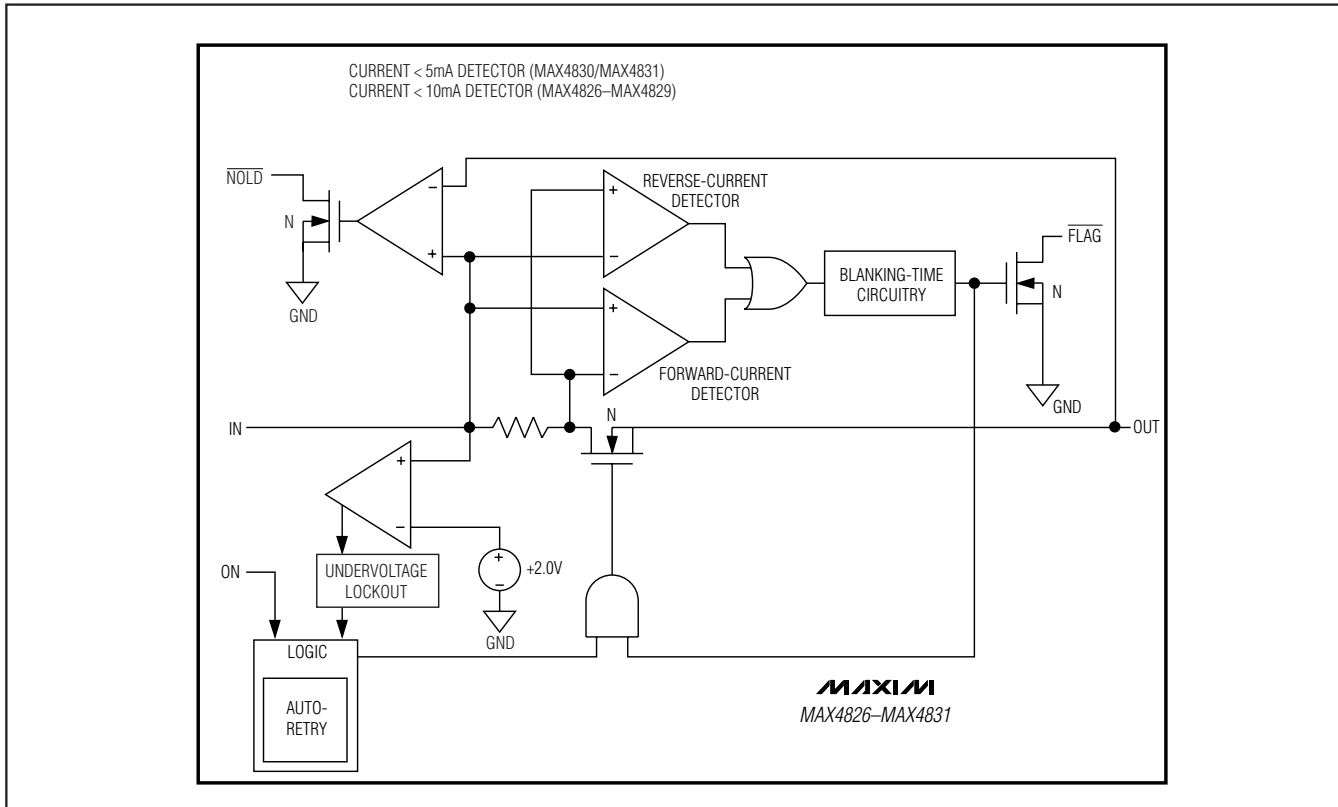 CURRENT < 5mA DETECTOR (MAX4830/MAX4831)
CURRENT < 10mA DETECTOR (MAX4826–MAX4829)
NOLD
N
GND
-
+
REVERSE-CURRENT
DETECTOR
+
-
+
-
FORWARD-CURRENT
DETECTOR
BLANKING-TIME
CIRCUITRY
FLAG
N
GND
IN
N
OUT
+
-
ON
UNDERVOLTAGE
LOCKOUT
+
-
+2.0V
GND
LOGIC
AUTO-
RETRY
MAXIM
MAX4826–MAX4831